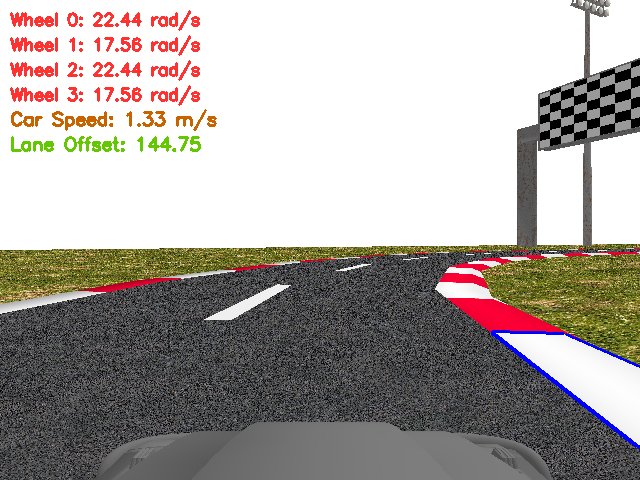 Wheel 0: 22.44 rad/s
Wheel 1: 17.56 rad/s
Wheel 2: 22.44 rad/s
Wheel 3: 17.56 rad/s
Car Speed: 1.33 m/s
Lane Offset: 144.75